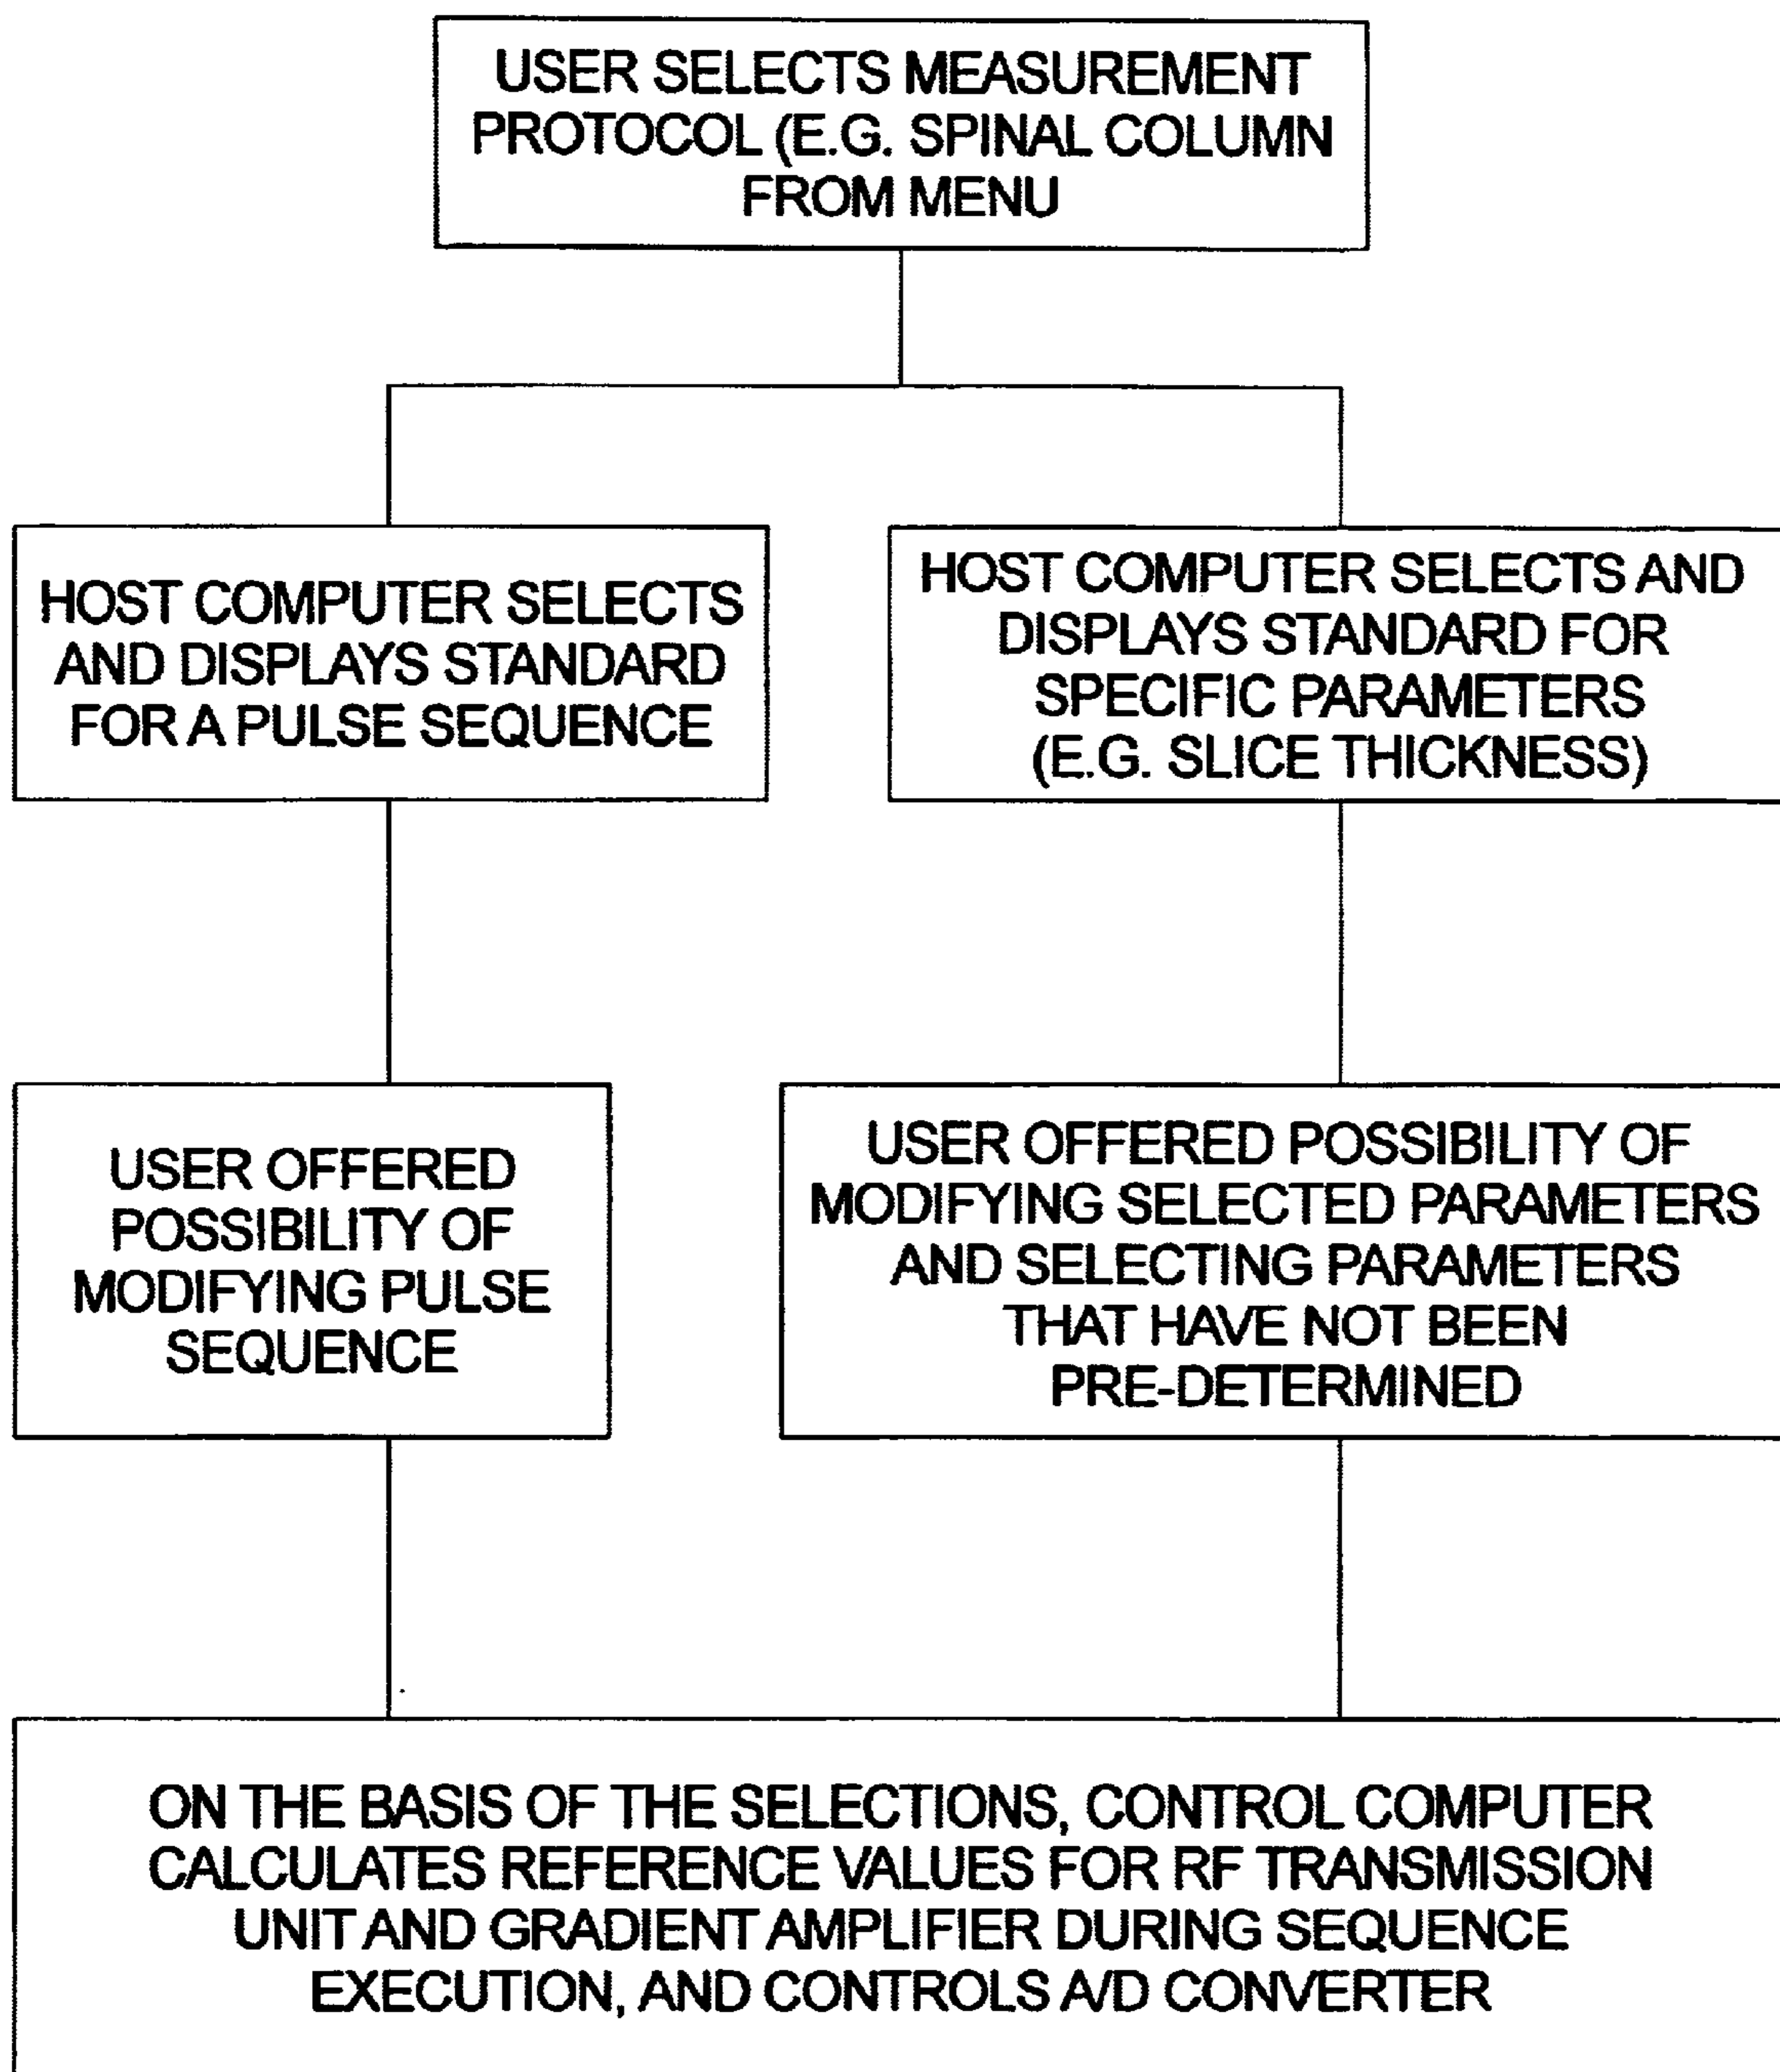 USER SELECTS MEASUREMENT
PROTOCOL (E.G. SPINAL COLUMN
FROM MENU
HOST COMPUTER SELECTS
AND DISPLAYS STANDARD
FOR A PULSE SEQUENCE
HOST COMPUTER SELECTS AND
DISPLAYS STANDARD FOR
SPECIFIC PARAMETERS
(E.G. SLICE THICKNESS)
USER OFFERED
POSSIBILITY OF
MODIFYING PULSE
SEQUENCE
USER OFFERED POSSIBILITY OF
MODIFYING SELECTED PARAMETERS
AND SELECTING PARAMETERS
THAT HAVE NOT BEEN
PRE-DETERMINED
ON THE BASIS OF THE SELECTIONS, CONTROL COMPUTER
CALCULATES REFERENCE VALUES FOR RF TRANSMISSION
UNIT AND GRADIENT AMPLIFIER DURING SEQUENCE
EXECUTION, AND CONTROLS A/D CONVERTER